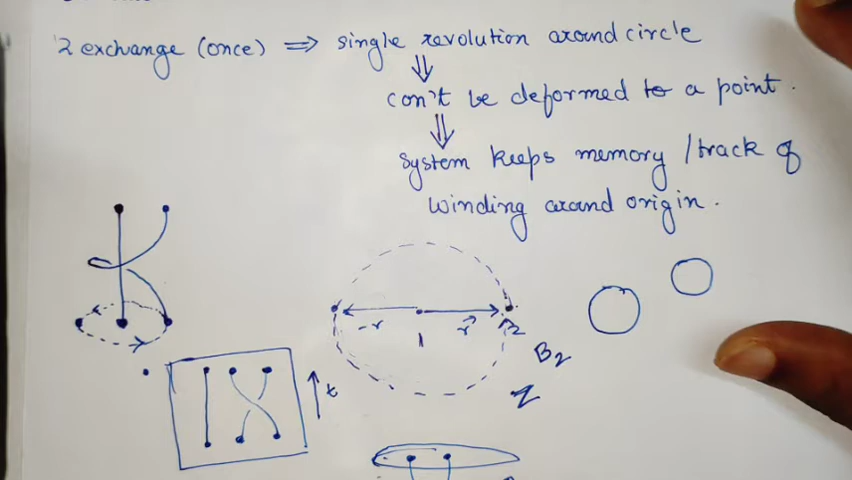 2 exchange (once) ⟹ single revolution around circle
⇓
can't be deformed to a point.
⇓
system keeps memory / track of
winding around origin.
-r
r⃗
B₂
Z
t